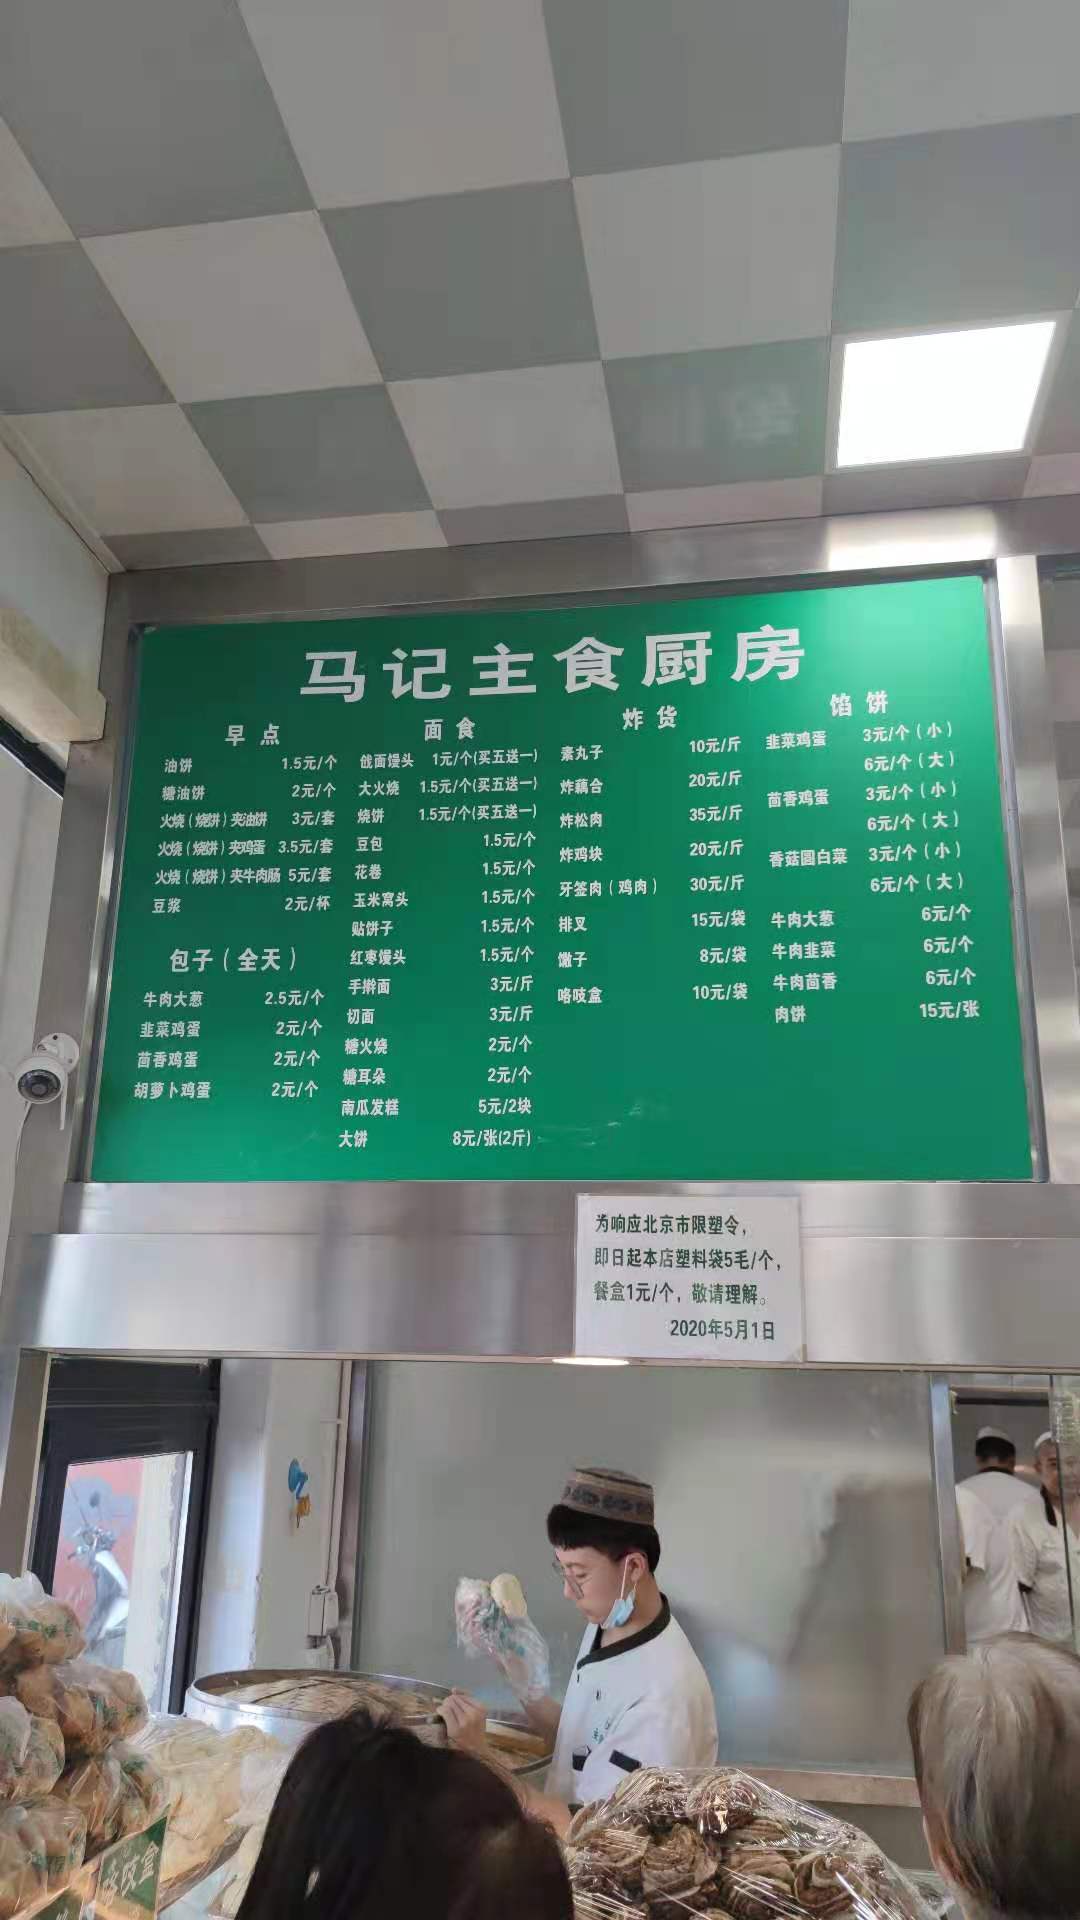 马记主食厨房
早点
油饼 1.5元/个
糖油饼 2元/个
火烧（烧饼）夹油饼 3元/套
火烧（烧饼）夹鸡蛋 3.5元/套
火烧（烧饼）夹牛肉肠 5元/套
豆浆 2元/杯
包子（全天）
牛肉大葱 2.5元/个
韭菜鸡蛋 2元/个
茴香鸡蛋 2元/个
胡萝卜鸡蛋 2元/个
面食
戗面馒头 1元/个(买五送一)
大火烧 1.5元/个(买五送一)
烧饼 1.5元/个(买五送一)
豆包 1.5元/个
花卷 1.5元/个
玉米窝头 1.5元/个
贴饼子 1.5元/个
红枣馒头 1.5元/个
手擀面 3元/斤
切面 3元/斤
糖火烧 2元/个
糖耳朵 2元/个
南瓜发糕 5元/2块
大饼 8元/张(2斤)
炸货
素丸子 10元/斤
炸藕合 20元/斤
炸松肉 35元/斤
炸鸡块 20元/斤
牙签肉（鸡肉） 30元/斤
排叉 15元/袋
馓子 8元/袋
咯吱盒 10元/袋
馅饼
韭菜鸡蛋 3元/个（小）
6元/个（大）
茴香鸡蛋 3元/个（小）
6元/个（大）
香菇圆白菜 3元/个（小）
6元/个（大）
牛肉大葱 6元/个
牛肉韭菜 6元/个
牛肉茴香 6元/个
肉饼 15元/张
为响应北京市限塑令，
即日起本店塑料袋5毛/个，
餐盒1元/个，敬请理解。
2020年5月1日
咯吱盒